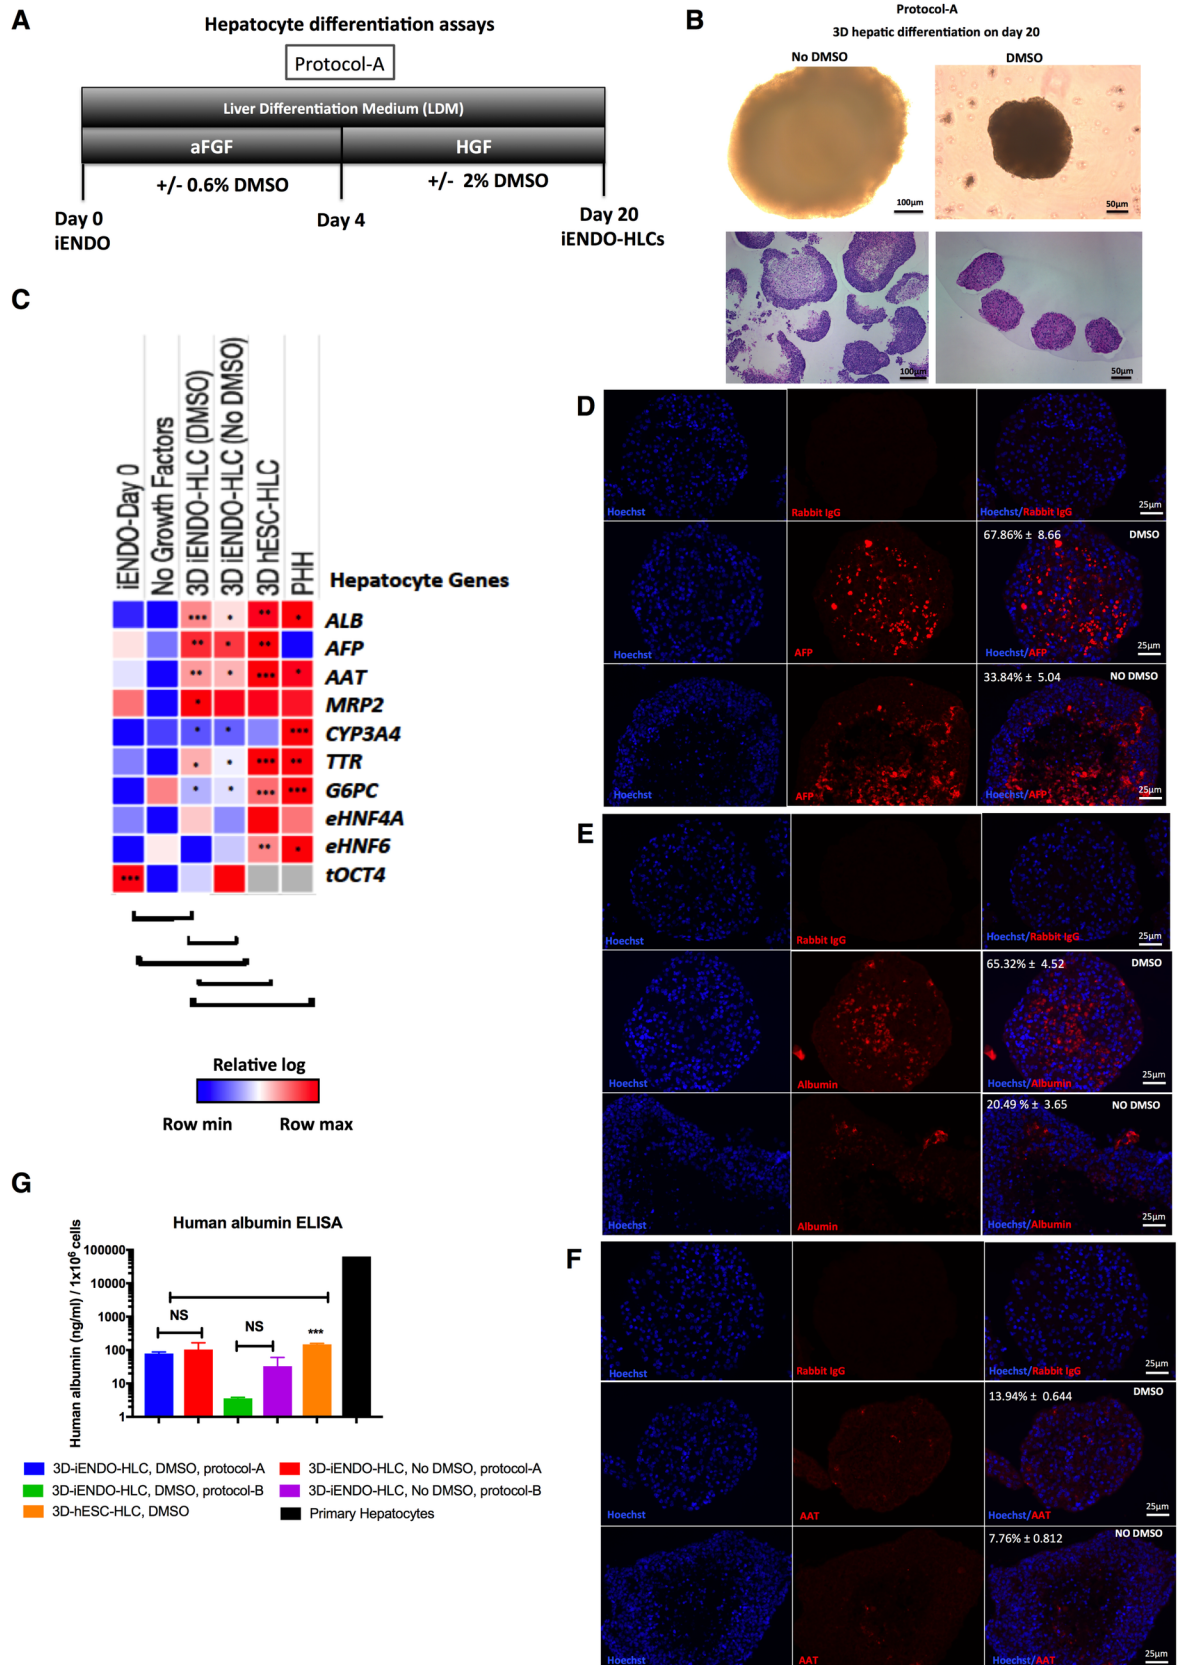 A
Hepatocyte differentiation assays
Protocol-A
Liver Differentiation Medium (LDM)
aFGF
HGF
+/- 0.6% DMSO
+/- 2% DMSO
Day 0
iENDO
Day 4
Day 20
iENDO-HLCs
B
Protocol-A
3D hepatic differentiation on day 20
No DMSO
DMSO
100μm
50μm
100μm
50μm
C
iENDO-Day 0
No Growth Factors
3D iENDO-HLC (DMSO)
3D iENDO-HLC (No DMSO)
3D hESC-HLC
PHH
Hepatocyte Genes
*** * ** * ALB
** * ** AFP
** * *** * AAT
* MRP2
* * *** CYP3A4
* * *** ** TTR
* * *** *** G6PC
eHNF4A
** * eHNF6
*** tOCT4
Relative log
Row min
Row max
D
Hoechst
Rabbit IgG
Hoechst/Rabbit IgG
25μm
67.86% ± 8.66
DMSO
Hoechst
AFP
Hoechst/AFP
25μm
33.84% ± 5.04
NO DMSO
Hoechst
AFP
Hoechst/AFP
25μm
E
Hoechst
Rabbit IgG
Hoechst/Rabbit IgG
25μm
65.32% ± 4.52
DMSO
Hoechst
Albumin
Hoechst/Albumin
25μm
20.49 % ± 3.65
NO DMSO
Hoechst
Albumin
Hoechst/Albumin
25μm
F
Hoechst
Rabbit IgG
Hoechst/Rabbit IgG
25μm
13.94% ± 0.644
DMSO
Hoechst
AAT
Hoechst/AAT
25μm
7.76% ± 0.812
NO DMSO
Hoechst
AAT
Hoechst/AAT
25μm
G
Human albumin ELISA
Human albumin (ng/ml) / 1x10⁶ cells
100000
10000
1000
100
10
1
NS
NS
***
3D-iENDO-HLC, DMSO, protocol-A
3D-iENDO-HLC, No DMSO, protocol-A
3D-iENDO-HLC, DMSO, protocol-B
3D-iENDO-HLC, No DMSO, protocol-B
3D-hESC-HLC, DMSO
Primary Hepatocytes